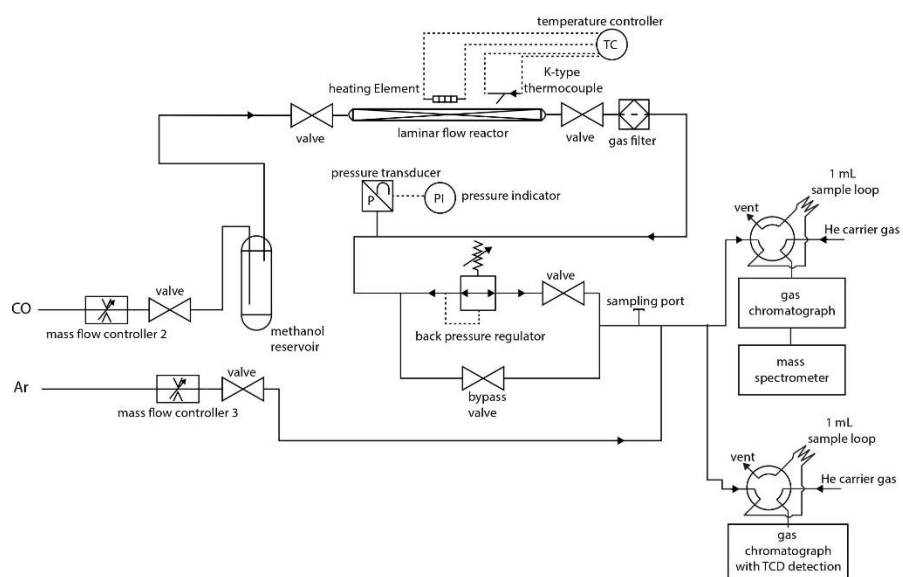 temperature controller
TC
K-type
thermocouple
heating Element
valve
laminar flow reactor
valve
gas filter
pressure transducer
P
PI
pressure indicator
1 mL
sample loop
vent
He carrier gas
valve
sampling port
back pressure regulator
gas
chromatograph
mass
spectrometer
CO
valve
mass flow controller 2
methanol
reservoir
Ar
valve
mass flow controller 3
bypass
valve
1 mL
sample loop
vent
He carrier gas
gas
chromatograph
with TCD detection